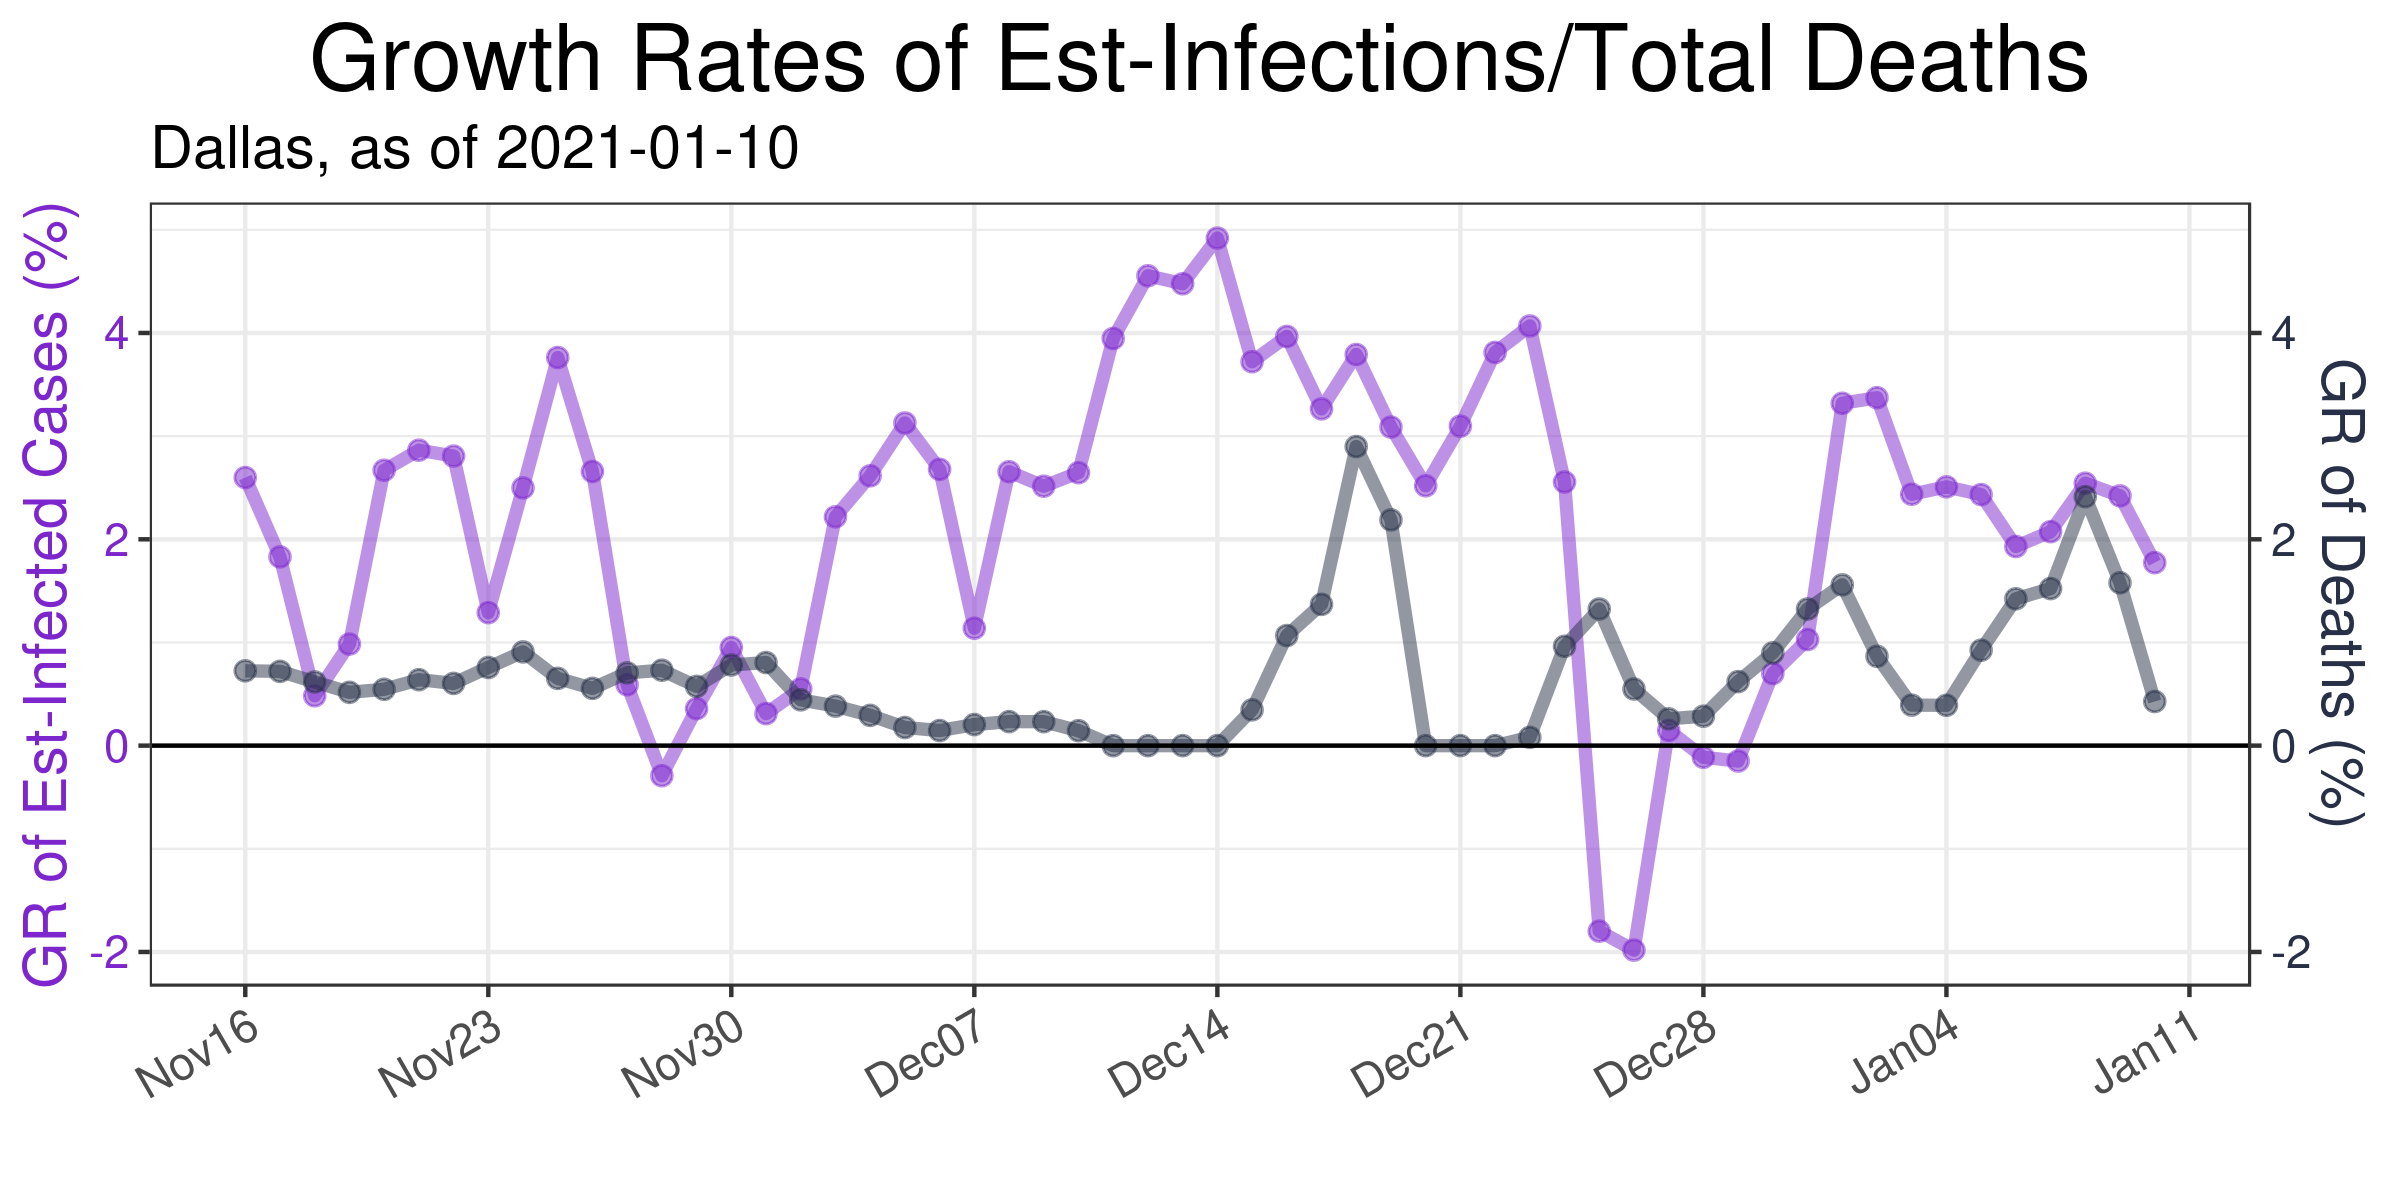 Growth Rates of Est-Infections/Total Deaths
Dallas, as of 2021-01-10
GR of Est-Infected Cases (%)
4
2
0
-2
4
2
0
-2
GR of Deaths (%)
Nov16
Nov23
Nov30
Dec07
Dec14
Dec21
Dec28
Jan04
Jan11